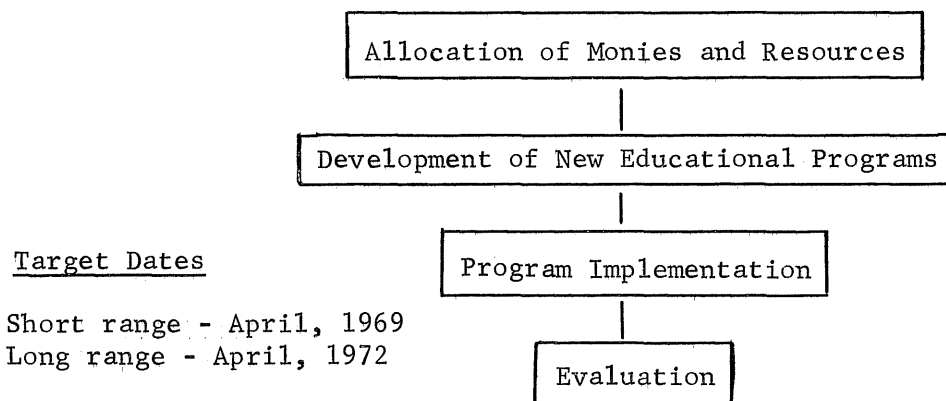 Allocation of Monies and Resources
Development of New Educational Programs
Program Implementation
Target Dates
Short range - April, 1969
Long range - April, 1972
Evaluation